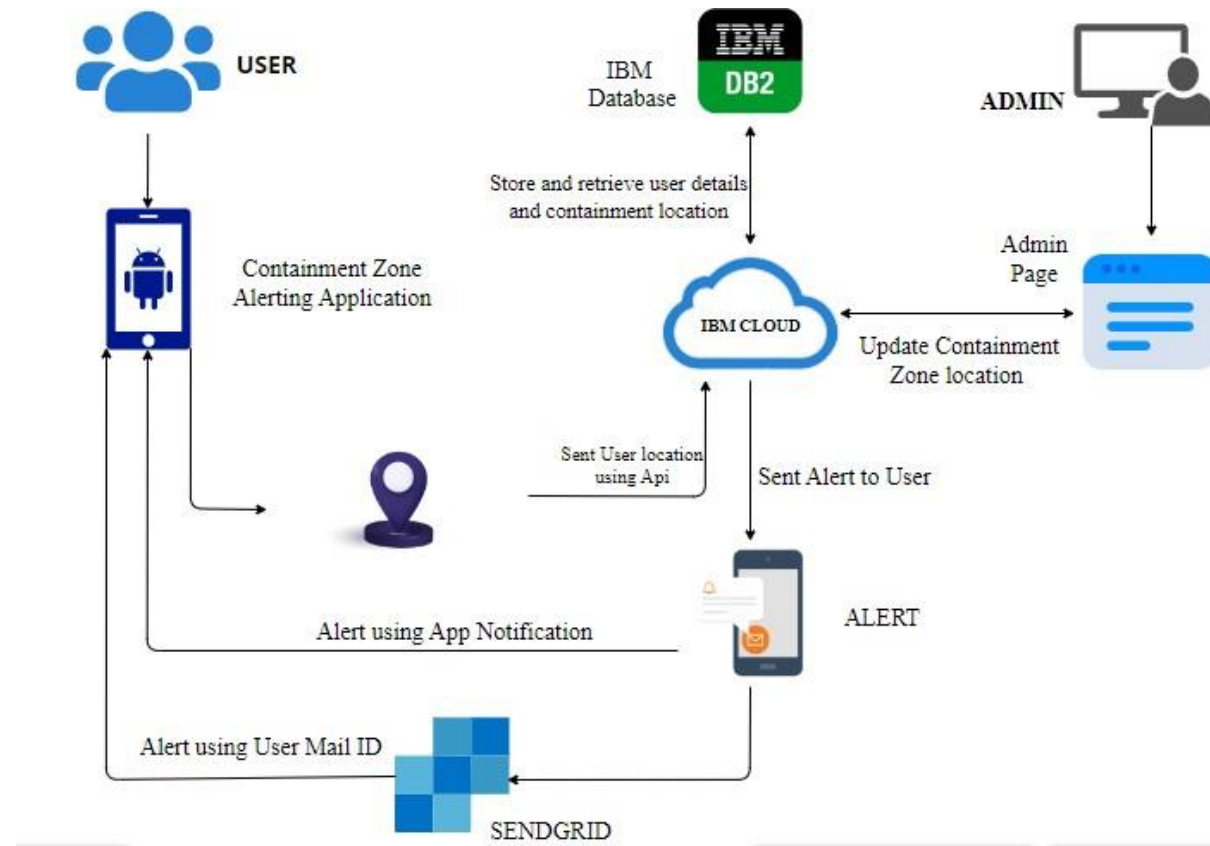 USER
IBM
Database
IBM
DB2
ADMIN
Store and retrieve user details
and containment location
Containment Zone
Alerting Application
Admin
Page
IBM CLOUD
Update Containment
Zone location
Sent User location
using Api
Sent Alert to User
ALERT
Alert using App Notification
Alert using User Mail ID
SENDGRID